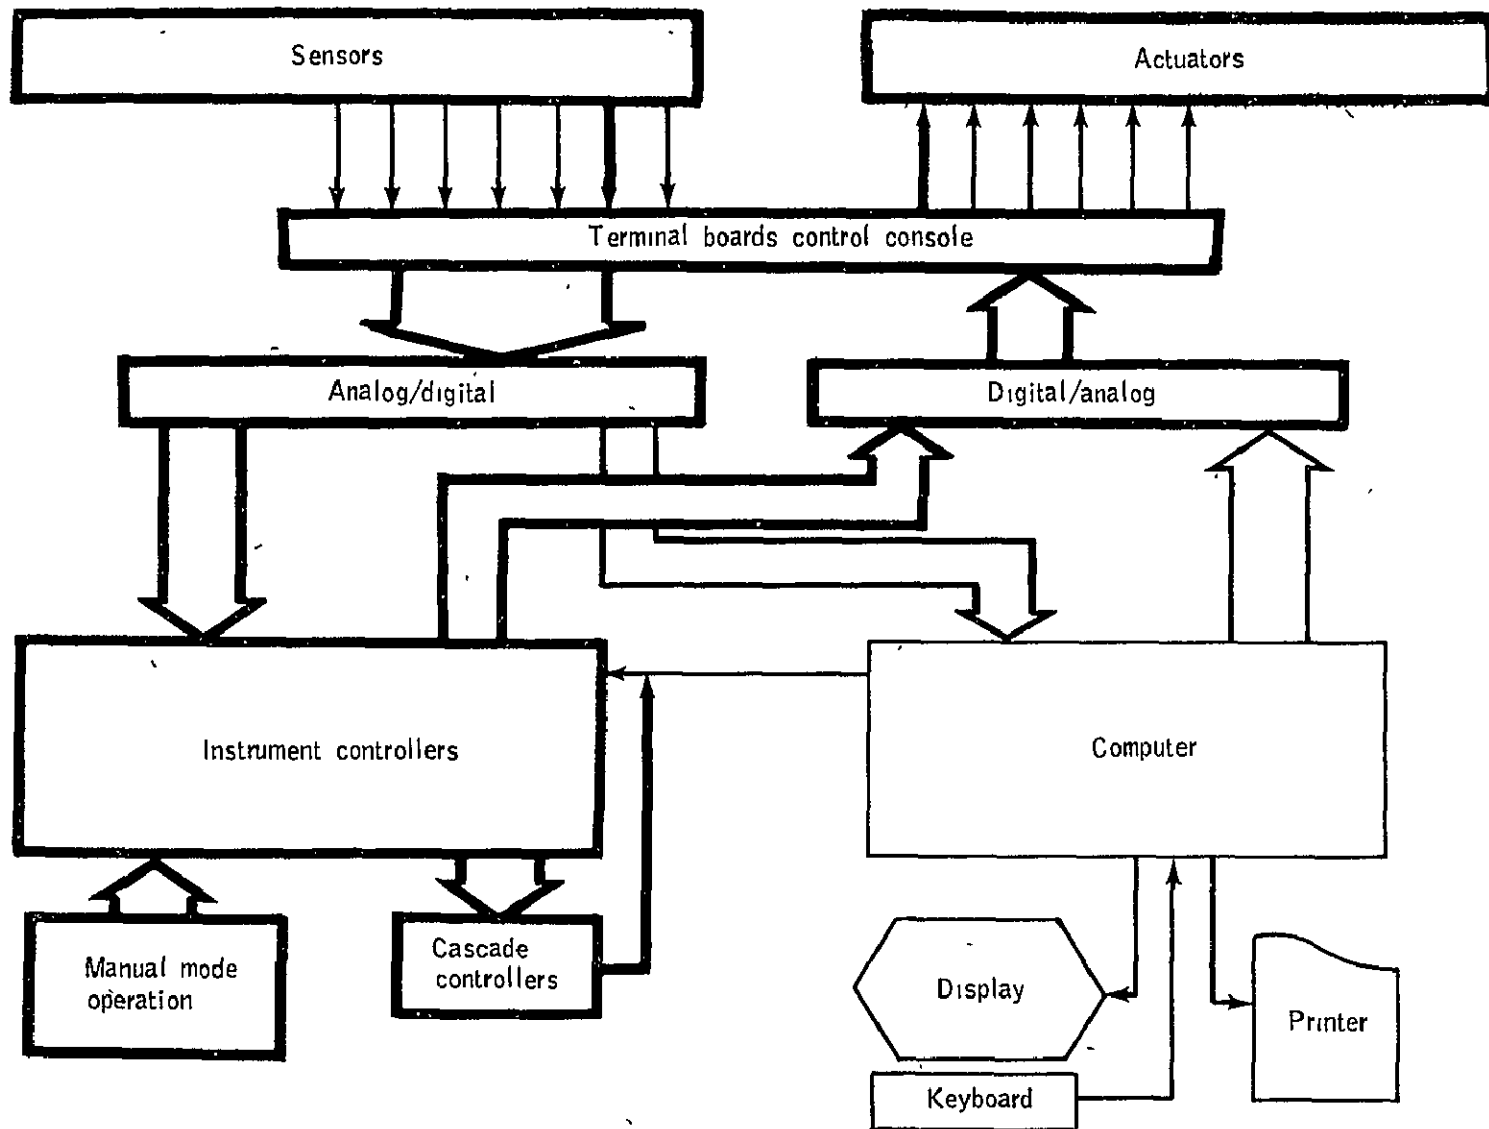 Sensors
Actuators
Terminal boards control console
Analog/digital
Digital/analog
Instrument controllers
Computer
Manual mode
operation
Cascade
controllers
Display
Printer
Keyboard